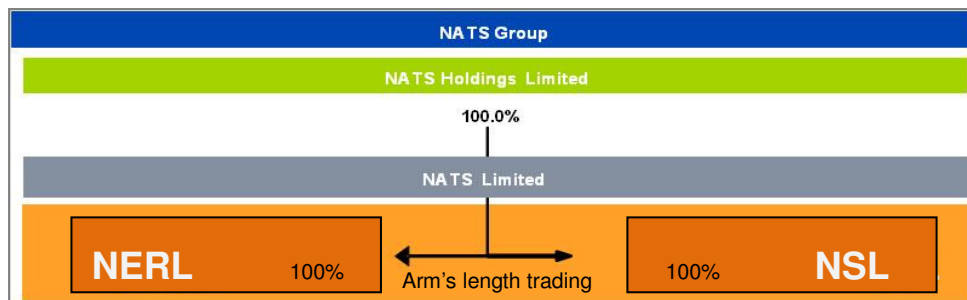 NATS Group
NATS Holdings Limited
100.0%
NATS Limited
NERL 100% Arm's length trading 100% NSL